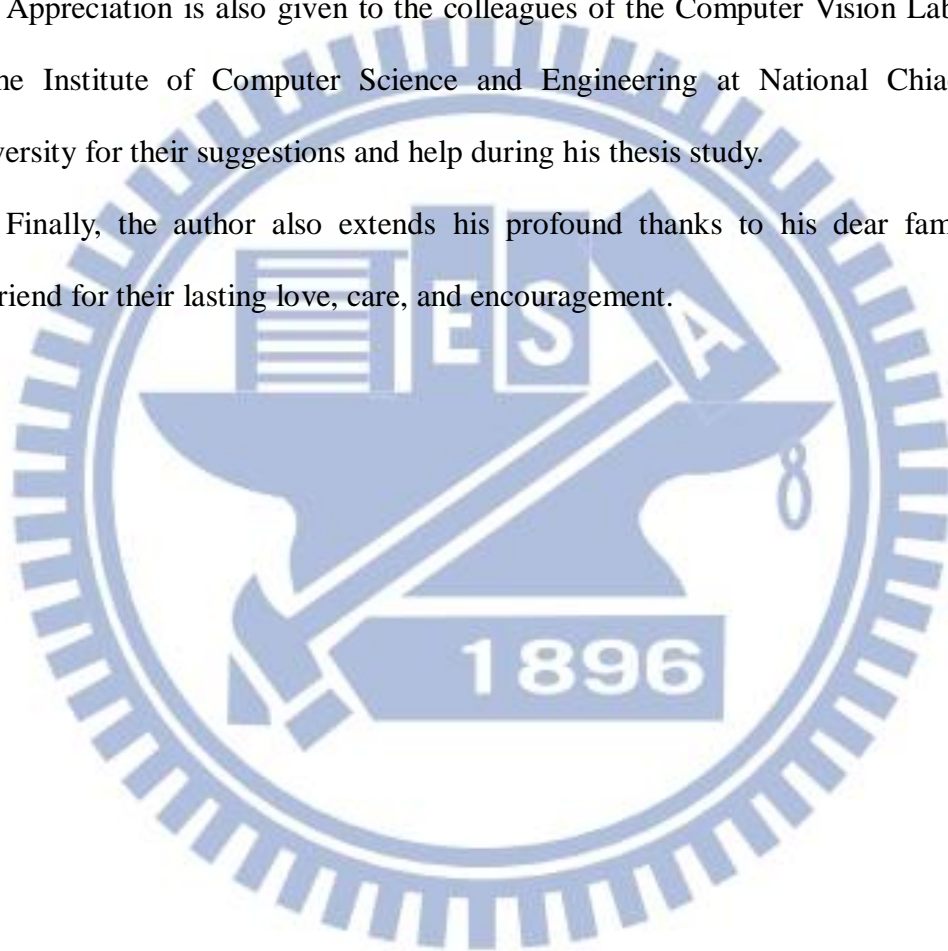 Appreciation is also given to the colleagues of the Computer Vision Lab
ne Institute of Computer Science and Engineering at National Chia
versity for their suggestions and help during his thesis study.
Finally, the author also extends his profound thanks to his dear fam
riend for their lasting love, care, and encouragement.
E S A
1896